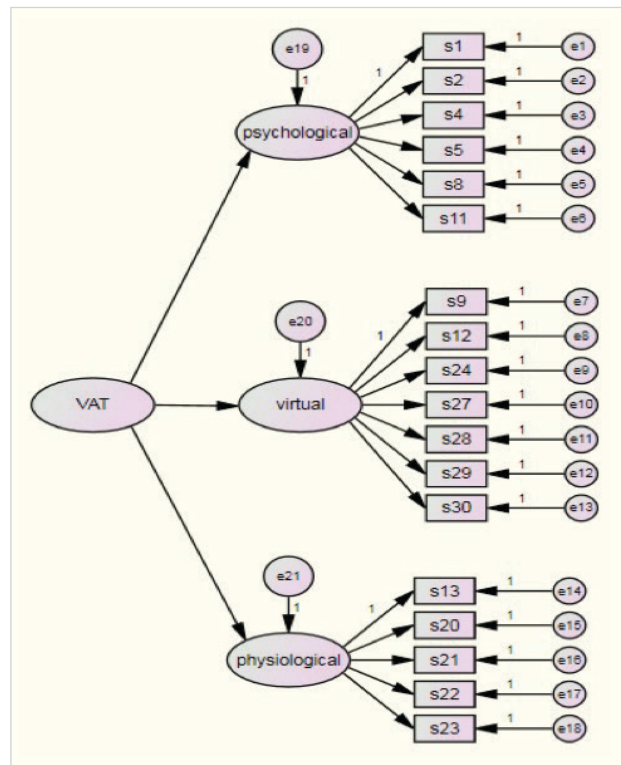 e19
1
psychological
1
s1
1
e1
s2
1
e2
s4
1
e3
s5
1
e4
s8
1
e5
s11
1
e6
e20
1
VAT
virtual
1
s9
1
e7
s12
1
e8
s24
1
e9
s27
1
e10
s28
1
e11
s29
1
e12
s30
1
e13
e21
1
physiological
1
s13
1
e14
s20
1
e15
s21
1
e16
s22
1
e17
s23
1
e18